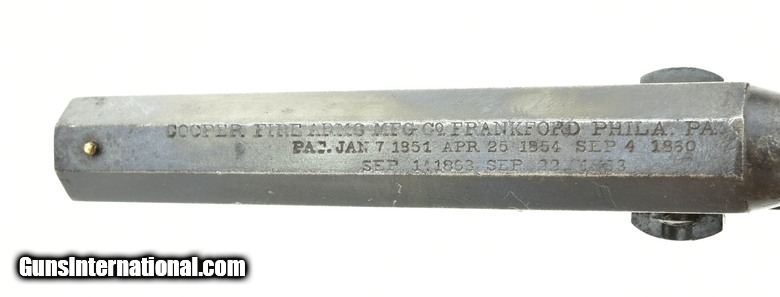 COOPER FIRE ARMS MFG CO. FRANKFORD PHILA. PA.
PAT. JAN 7 1851 APR 25 1854 SEP 4 1860
SEP 1 1863 SEP 22 1863
GunsInternational.com